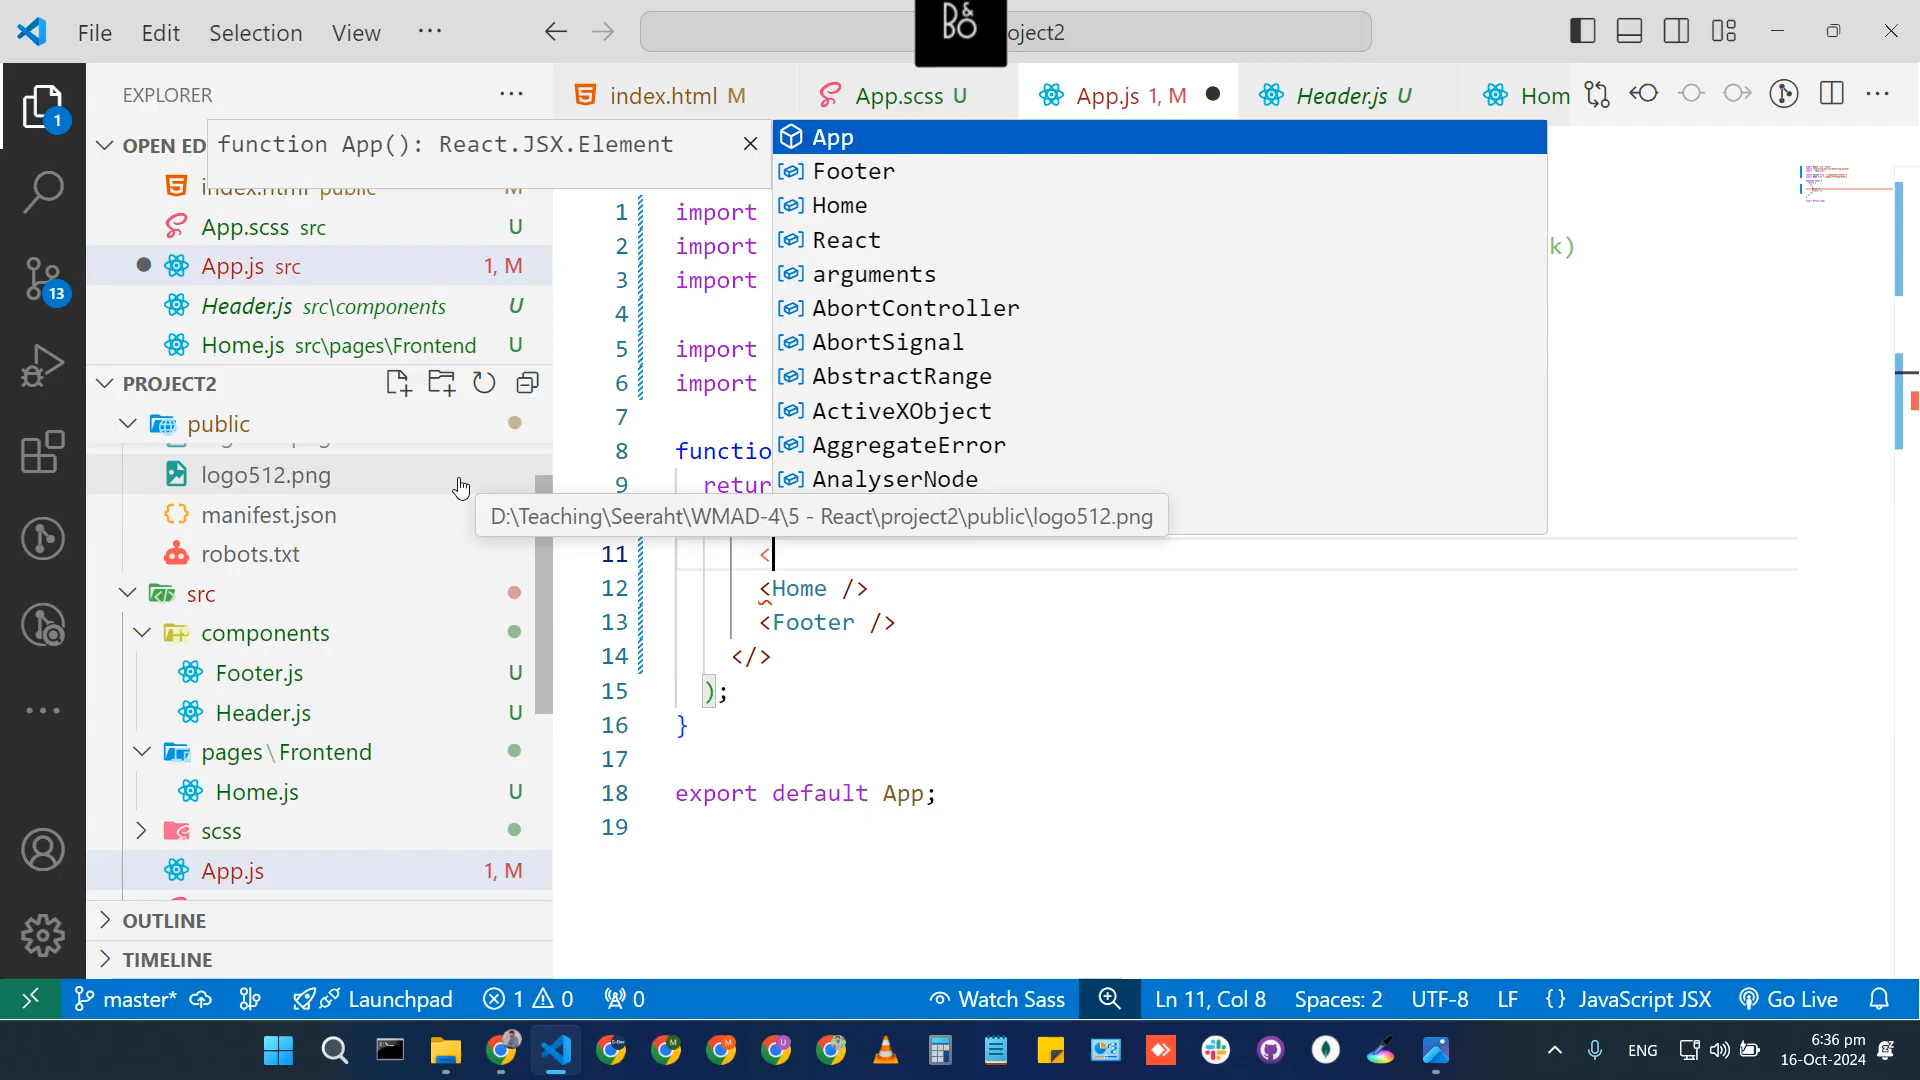 File Edit Selection View ...
B&O
oject2
EXPLORER
index.html M
App.scss U
App.js 1, M
Header.js U
Hom
OPEN ED
function App(): React.JSX.Element
App
Footer
Home
React
arguments
AbortController
AbortSignal
AbstractRange
ActiveXObject
AggregateError
AnalyserNode
index.html public M
App.scss src U
App.js src 1, M
Header.js src\components U
Home.js src\pages\Frontend U
PROJECT2
public
logo512.png
manifest.json
robots.txt
src
components
Footer.js U
Header.js U
pages\Frontend
Home.js U
scss
App.js 1, M
OUTLINE
TIMELINE
D:\Teaching\Seeraht\WMAD-4\5 - React\project2\public\logo512.png
1 import
2 import k)
3 import
4
5 import
6 import
7
8 functio
9 retur
11 <
12 <Home />
13 <Footer />
14 </>
15 );
16 }
17
18 export default App;
19
1
13
master* Launchpad 1 0 0 Watch Sass Ln 11, Col 8 Spaces: 2 UTF-8 LF {} JavaScript JSX Go Live
ENG
6:36 pm
16-Oct-2024